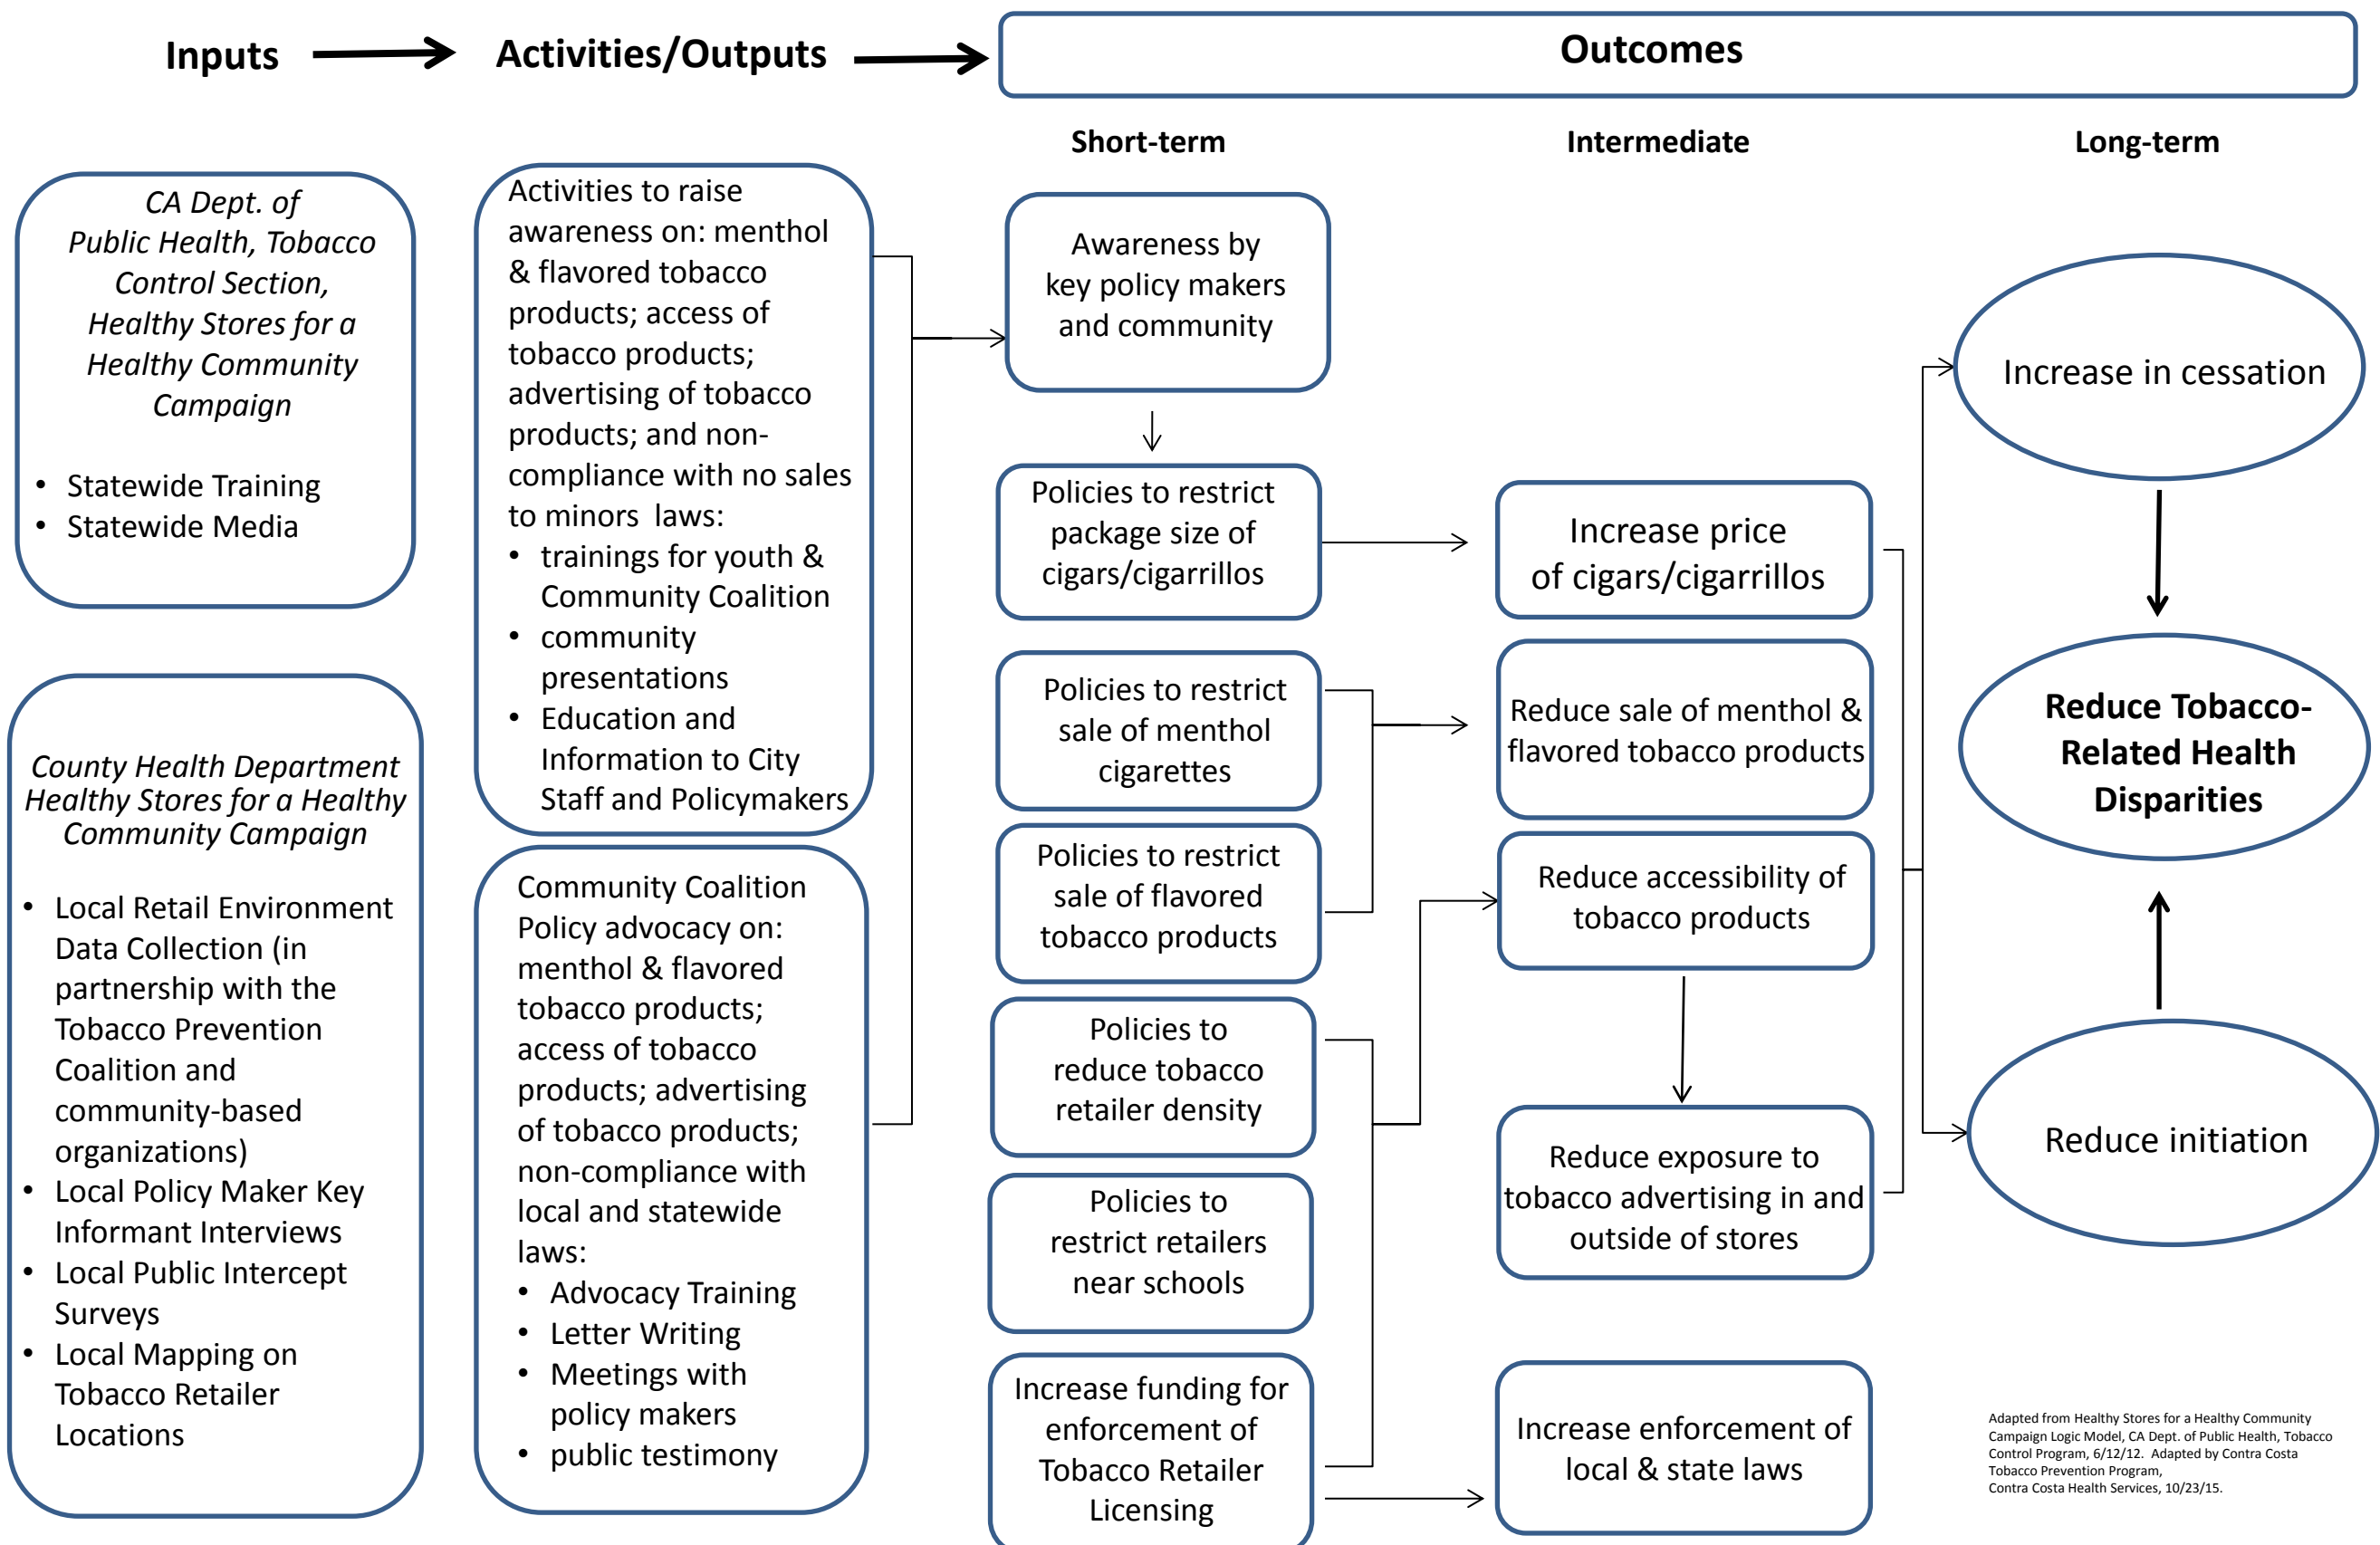 Inputs
Activities/Outputs
Outcomes
Short-term
Intermediate
Long-term
CA Dept. of
Public Health, Tobacco
Control Section,
Healthy Stores for a
Healthy Community
Campaign
• Statewide Training
• Statewide Media
County Health Department
Healthy Stores for a Healthy
Community Campaign
• Local Retail Environment
Data Collection (in
partnership with the
Tobacco Prevention
Coalition and
community-based
organizations)
• Local Policy Maker Key
Informant Interviews
• Local Public Intercept
Surveys
• Local Mapping on
Tobacco Retailer
Locations
Activities to raise
awareness on: menthol
& flavored tobacco
products; access of
tobacco products;
advertising of tobacco
products; and non-
compliance with no sales
to minors laws:
• trainings for youth &
Community Coalition
• community
presentations
• Education and
Information to City
Staff and Policymakers
Community Coalition
Policy advocacy on:
menthol & flavored
tobacco products;
access of tobacco
products; advertising
of tobacco products;
non-compliance with
local and statewide
laws:
• Advocacy Training
• Letter Writing
• Meetings with
policy makers
• public testimony
Awareness by
key policy makers
and community
Policies to restrict
package size of
cigars/cigarrillos
Policies to restrict
sale of menthol
cigarettes
Policies to restrict
sale of flavored
tobacco products
Policies to
reduce tobacco
retailer density
Policies to
restrict retailers
near schools
Increase funding for
enforcement of
Tobacco Retailer
Licensing
Increase price
of cigars/cigarrillos
Reduce sale of menthol &
flavored tobacco products
Reduce accessibility of
tobacco products
Reduce exposure to
tobacco advertising in and
outside of stores
Increase enforcement of
local & state laws
Increase in cessation
Reduce Tobacco-
Related Health
Disparities
Reduce initiation
Adapted from Healthy Stores for a Healthy Community
Campaign Logic Model, CA Dept. of Public Health, Tobacco
Control Program, 6/12/12. Adapted by Contra Costa
Tobacco Prevention Program,
Contra Costa Health Services, 10/23/15.